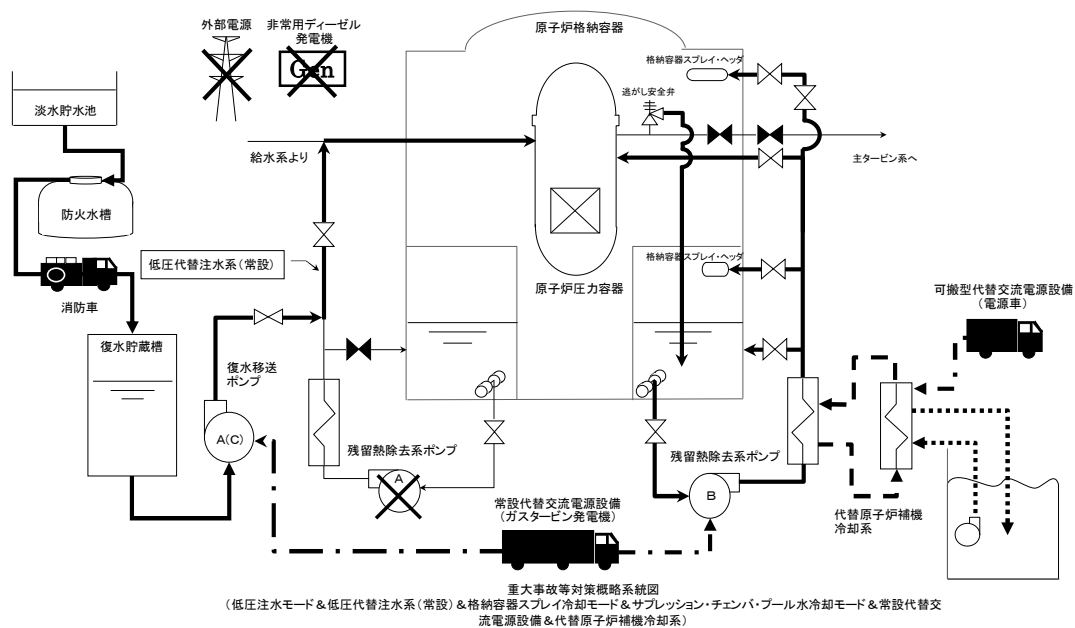 外部電源
非常用ディーゼル
発電機
Gen
原子炉格納容器
格納容器スプレイ・ヘッダ
逃がし安全弁
淡水貯水池
給水系より
主タービン系へ
防火水槽
低圧代替注水系（常設）
格納容器スプレイ・ヘッダ
原子炉圧力容器
消防車
可搬型代替交流電源設備
（電源車）
復水貯蔵槽
復水移送
ポンプ
A(C)
残留熱除去系ポンプ
A
残留熱除去系ポンプ
B
代替原子炉補機
冷却系
常設代替交流電源設備
（ガスタービン発電機）
重大事故等対策概略系統図
（低圧注水モード＆低圧代替注水系（常設）＆格納容器スプレイ冷却モード＆サプレッション・チェンバ・プール水冷却モード＆常設代替交
流電源設備＆代替原子炉補機冷却系）